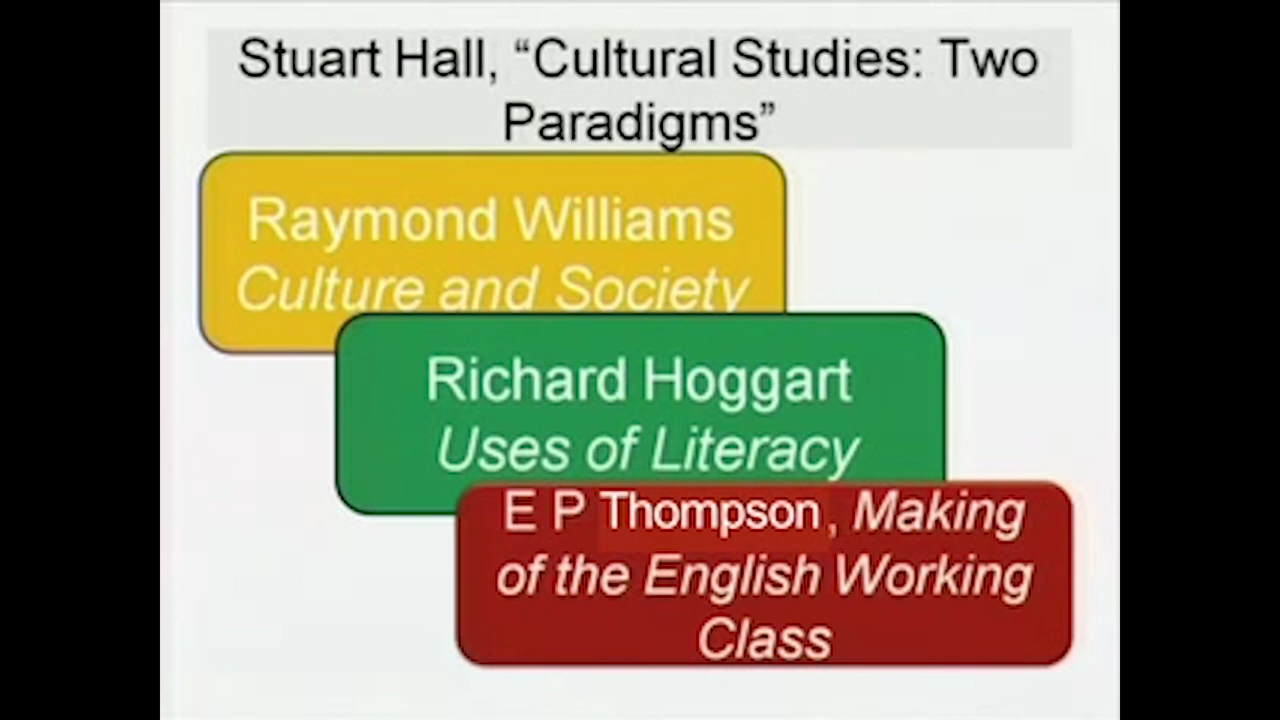 Stuart Hall, “Cultural Studies: Two
Paradigms”
Raymond Williams
Culture and Society
Richard Hoggart
Uses of Literacy
E P Thompson, Making
of the English Working
Class